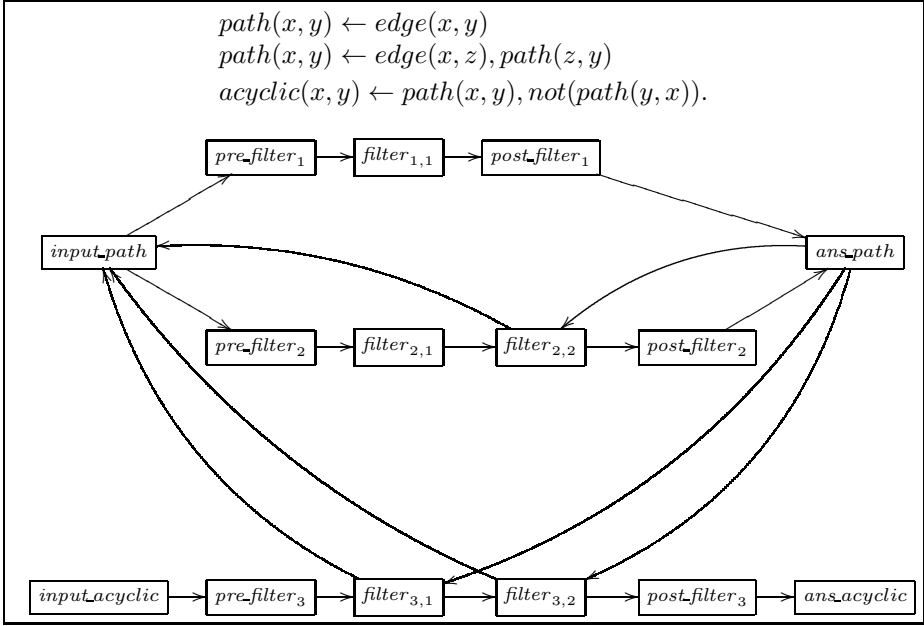 path(x, y) ← edge(x, y)
path(x, y) ← edge(x, z), path(z, y)
acyclic(x, y) ← path(x, y), not(path(y, x)).
pre_filter₁ filter₁,₁ post_filter₁
input_path ans_path
pre_filter₂ filter₂,₁ filter₂,₂ post_filter₂
input_acyclic pre_filter₃ filter₃,₁ filter₃,₂ post_filter₃ ans_acyclic